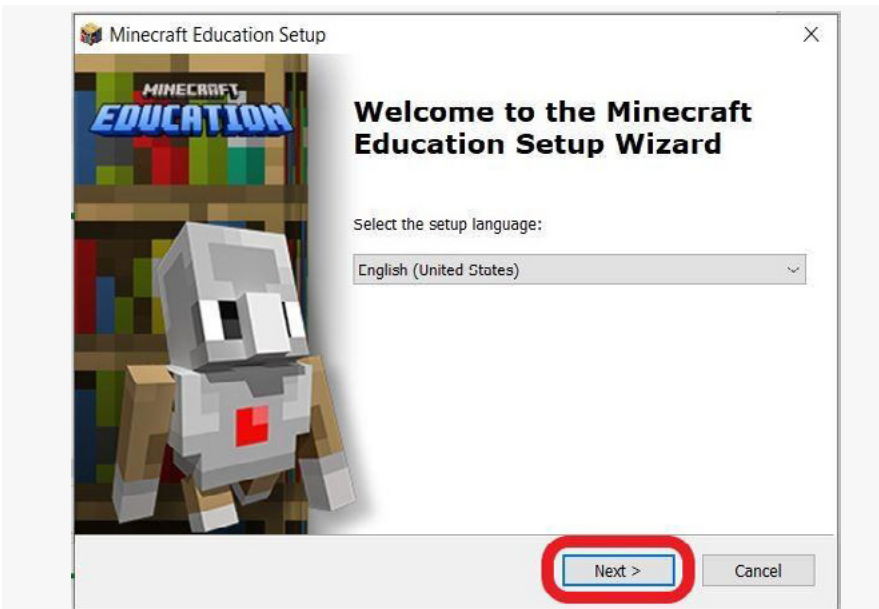 Minecraft Education Setup
MINECRAFT
EDUCATION
Welcome to the Minecraft
Education Setup Wizard
Select the setup language:
English (United States)
Next >
Cancel